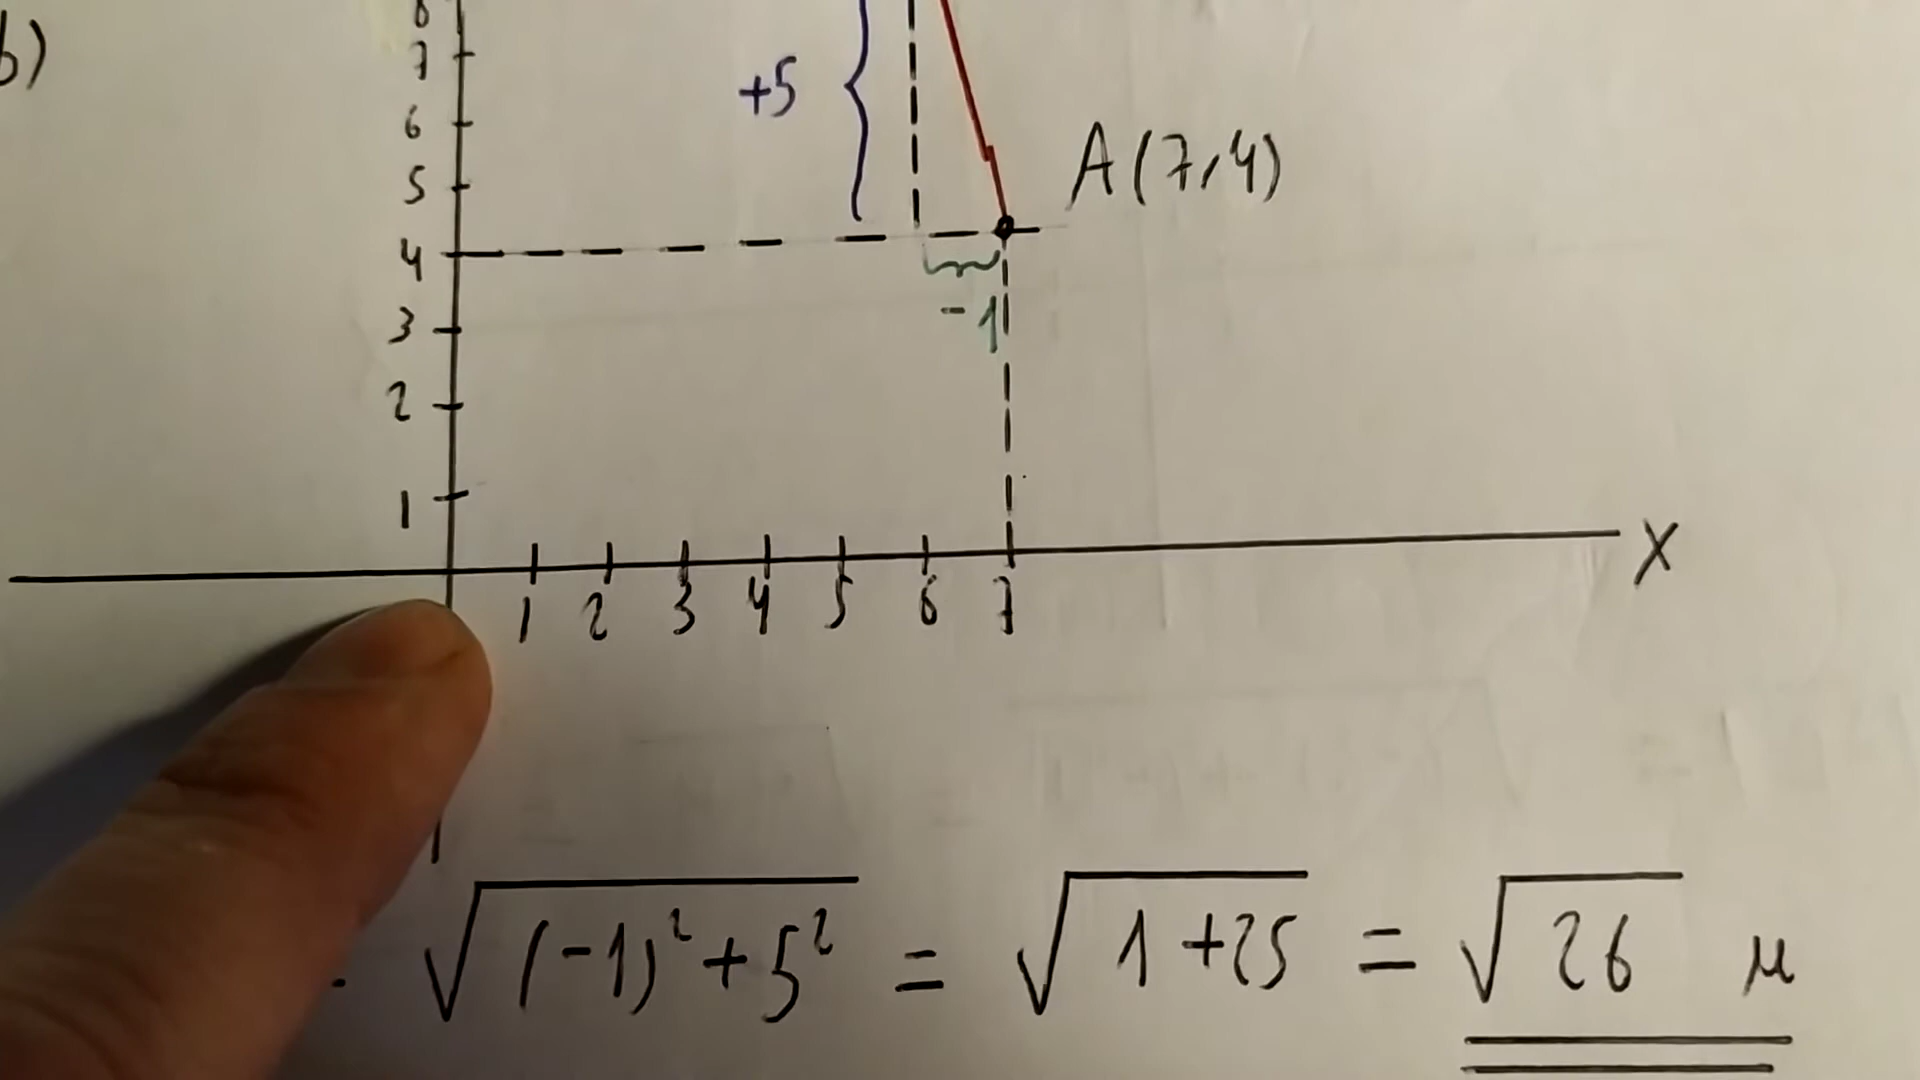 b)
8
7
+5
6
A(7,4)
5
4
-1
3
2
1
X
1 2 3 4 5 6 7
√(-1)² + 5² = √1 + 25 = √26 u